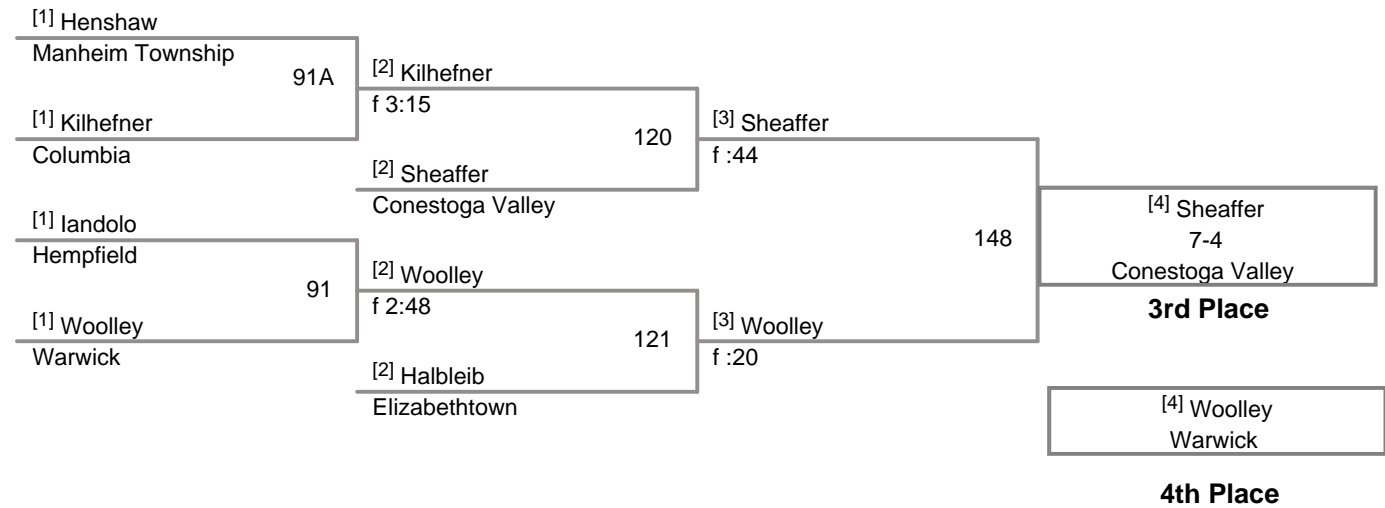 [1] Henshaw
Manheim Township
91A
[2] Kilhefner
f 3:15
[1] Kilhefner
Columbia
120
[3] Sheaffer
f :44
[2] Sheaffer
Conestoga Valley
[1] Iandolo
Hempfield
148
[4] Sheaffer
7-4
Conestoga Valley
3rd Place
91
[2] Woolley
f 2:48
[1] Woolley
Warwick
121
[3] Woolley
f :20
[2] Halbleib
Elizabethtown
[4] Woolley
Warwick
4th Place